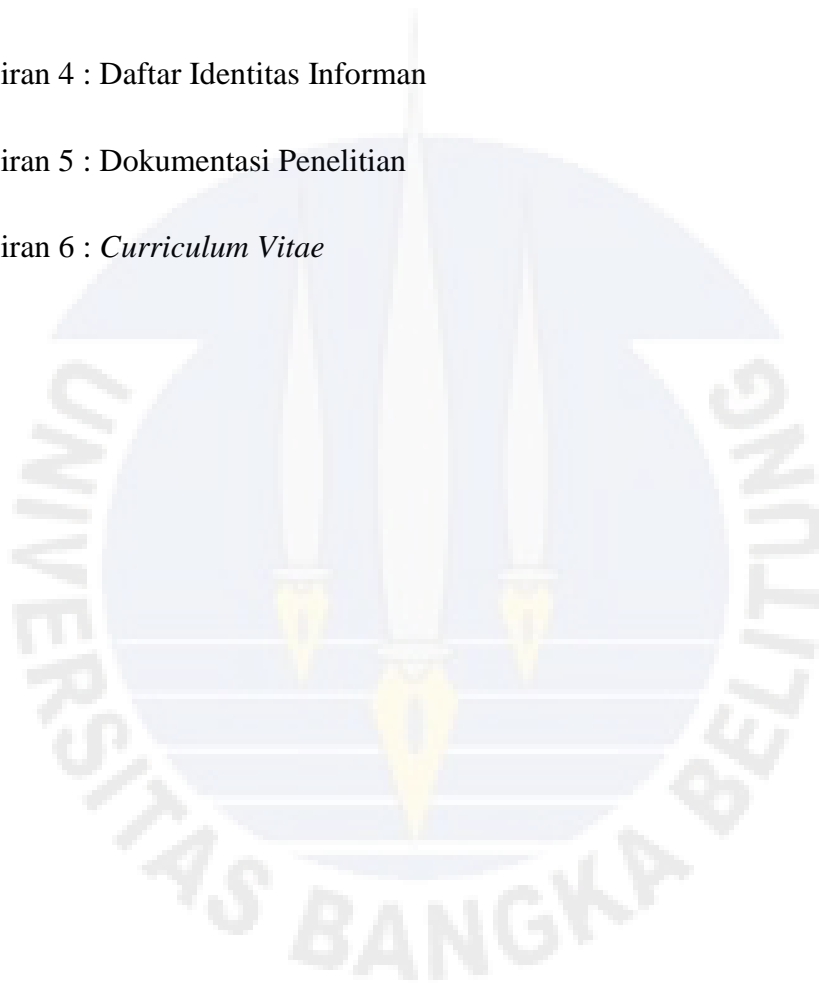 iran 4 : Daftar Identitas Informan
iran 5 : Dokumentasi Penelitian
iran 6 : Curriculum Vitae
UNIVERSITAS BANGKA BELITUNG